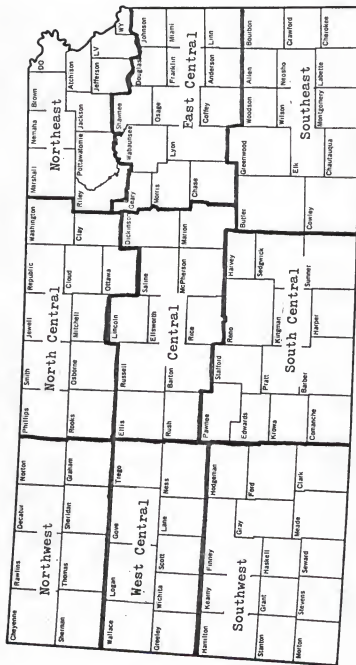 Cheyenne
Rawlins
Decatur
Norton
Northwest
Sherman
Thomas
Sheridan
Graham
Phillips
Smith
Jewell
Republic
Washington
North Central
Rooks
Osborne
Mitchell
Cloud
Clay
Ottawa
Marshall
Nemaha
Brown
DO
Northeast
Atchison
Riley
Pottawatomie
Jackson
Jefferson
LV
WY
Wallace
Logan
Gove
Trego
West Central
Greeley
Wichita
Scott
Lane
Ness
Ellis
Russell
Lincoln
Saline
Dickinson
Central
Rush
Barton
Ellsworth
Rice
McPherson
Marion
Geary
Wabaunsee
Shawnee
Douglas
Johnson
Morris
Lyon
Osage
Franklin
Miami
East Central
Chase
Coffey
Anderson
Linn
Hamilton
Kearny
Finney
Hodgeman
Southwest
Stanton
Grant
Haskell
Gray
Ford
Morton
Stevens
Seward
Meade
Clark
Pawnee
Stafford
Reno
Harvey
Edwards
Pratt
Kingman
Sedgwick
South Central
Kiowa
Comanche
Barber
Harper
Sumner
Butler
Greenwood
Woodson
Allen
Bourbon
Southeast
Elk
Wilson
Neosho
Crawford
Cowley
Chautauqua
Montgomery
Labette
Cherokee